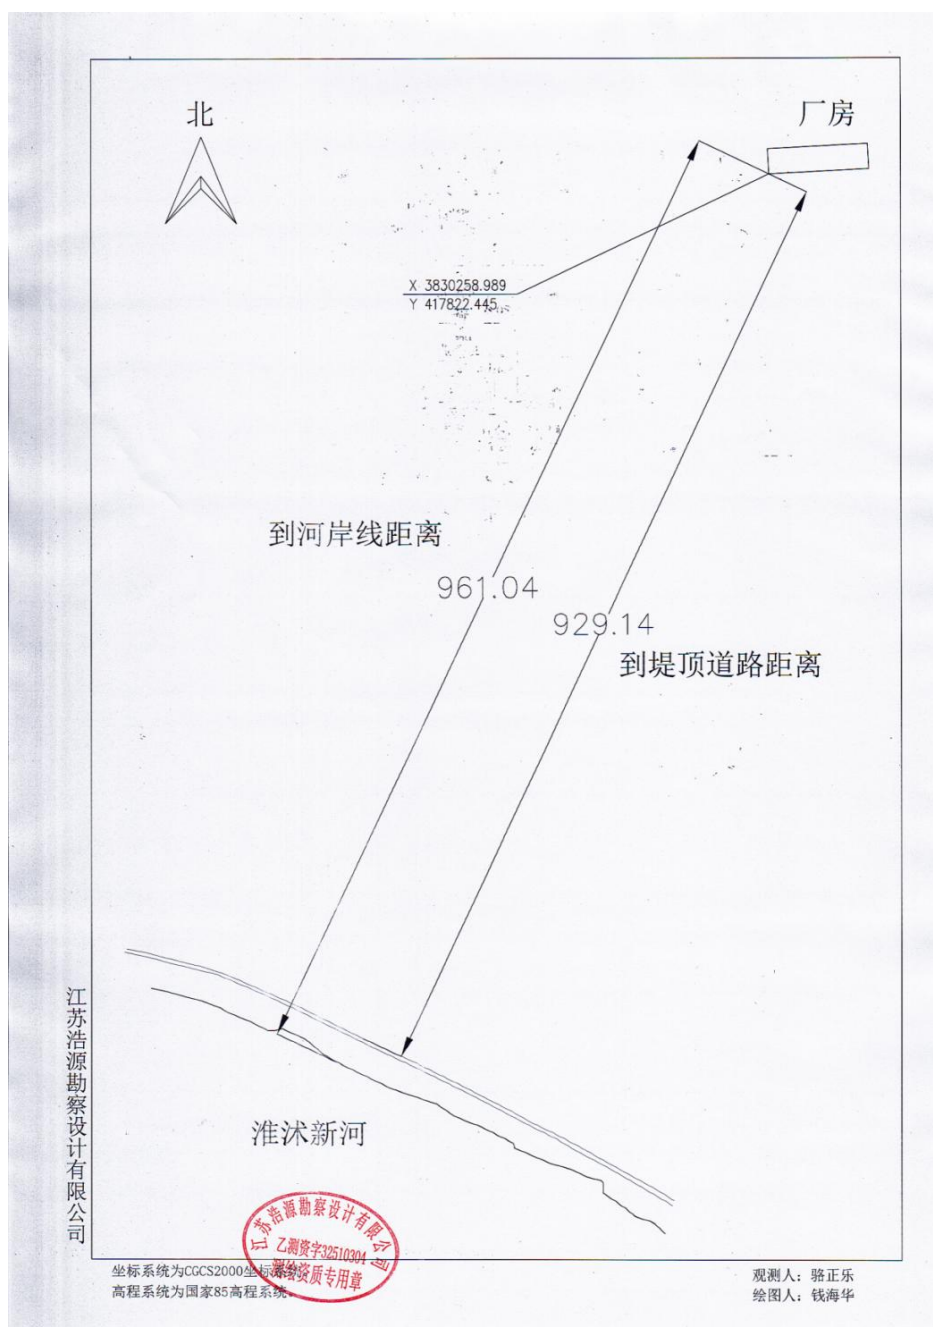 北
厂房
X 3830258.989
Y 417822.445
到河岸线距离
961.04
929.14
到堤顶道路距离
江苏浩源勘察设计有限公司
淮沭新河
江苏浩源勘察设计有限公司
乙测资字32510304
测绘资质专用章
坐标系统为CGCS2000坐标系统
高程系统为国家85高程系统。
观测人：骆正乐
绘图人：钱海华